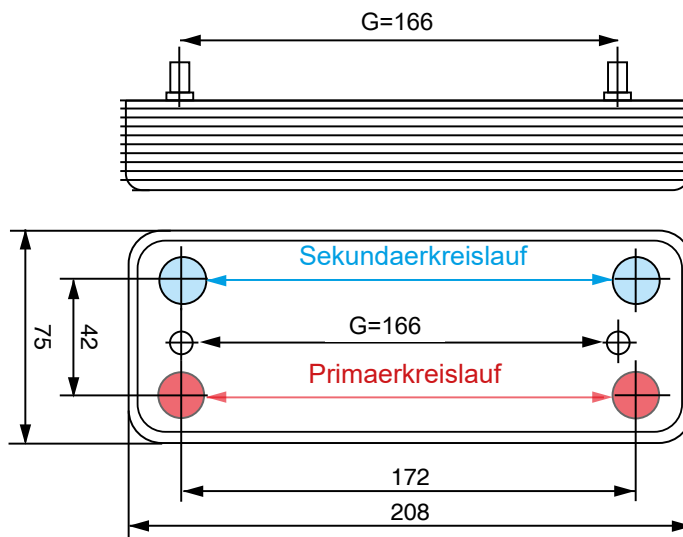 G=166
Sekundaerkreislauf
G=166
Primaerkreislauf
75
42
172
208